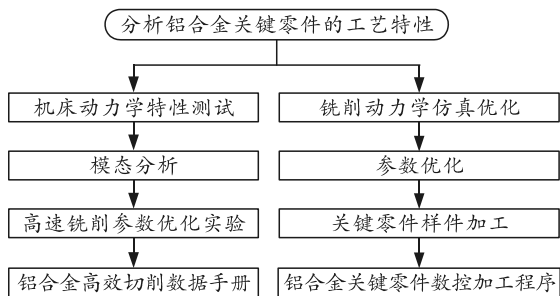 分析铝合金关键零件的工艺特性
机床动力学特性测试
铣削动力学仿真优化
模态分析
参数优化
高速铣削参数优化实验
关键零件样件加工
铝合金高效切削数据手册
铝合金关键零件数控加工程序